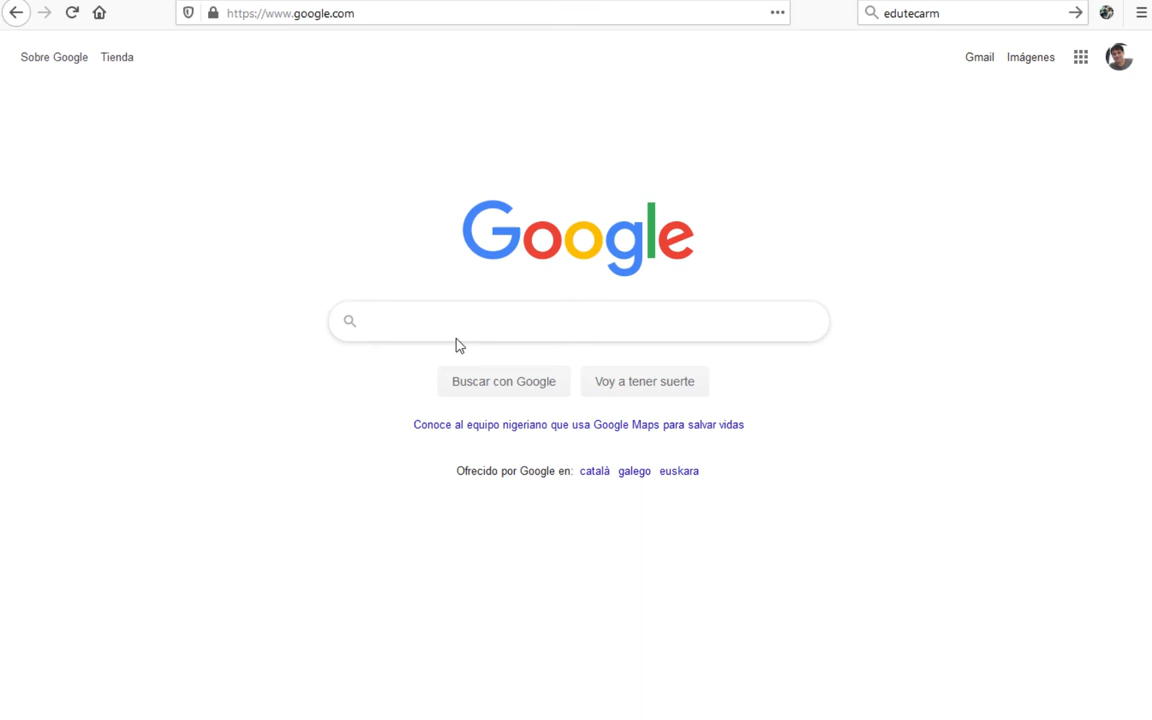 https://www.google.com
edutecarm
Sobre Google Tienda
Gmail Imágenes
Google
Buscar con Google Voy a tener suerte
Conoce al equipo nigeriano que usa Google Maps para salvar vidas
Ofrecido por Google en: català galego euskara